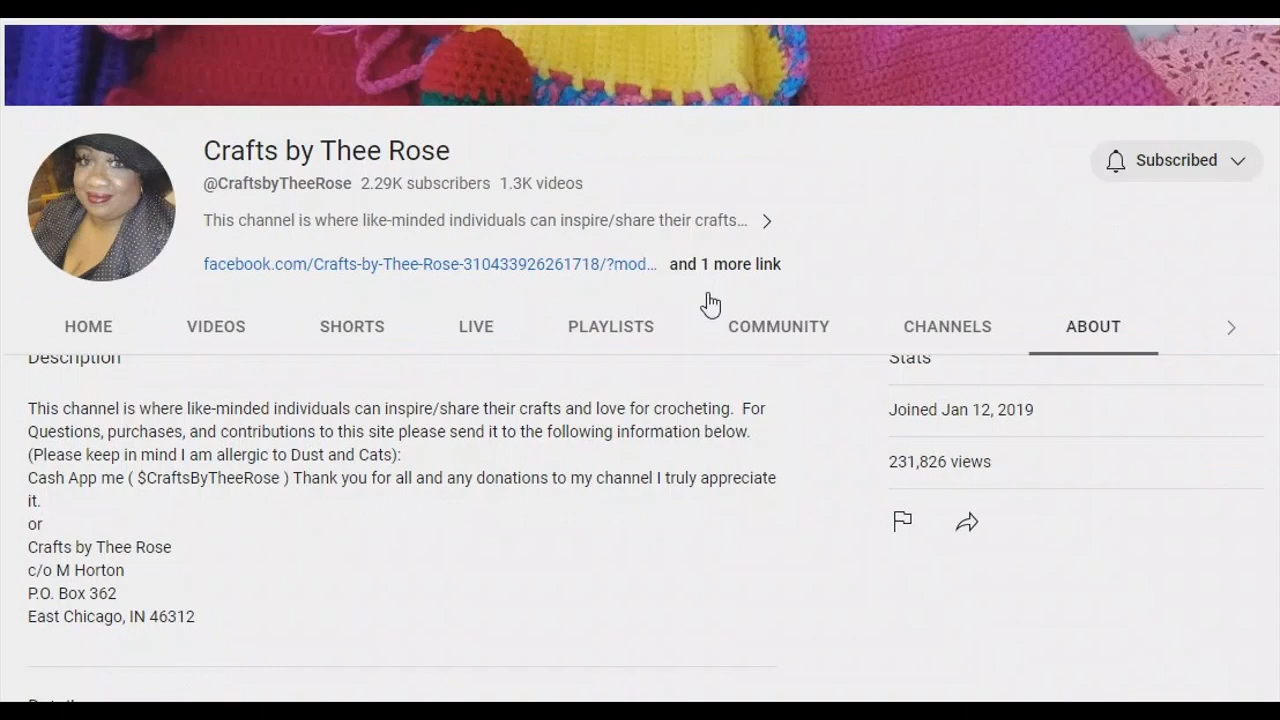 Crafts by Thee Rose
Subscribed
@CraftsbyTheeRose 2.29K subscribers 1.3K videos
This channel is where like-minded individuals can inspire/share their crafts...
facebook.com/Crafts-by-Thee-Rose-310433926261718/?mod... and 1 more link
HOME VIDEOS SHORTS LIVE PLAYLISTS COMMUNITY CHANNELS ABOUT
Description
This channel is where like-minded individuals can inspire/share their crafts and love for crocheting. For
Questions, purchases, and contributions to this site please send it to the following information below.
(Please keep in mind I am allergic to Dust and Cats):
Cash App me ( $CraftsByTheeRose ) Thank you for all and any donations to my channel I truly appreciate
it.
or
Crafts by Thee Rose
c/o M Horton
P.O. Box 362
East Chicago, IN 46312
Stats
Joined Jan 12, 2019
231,826 views